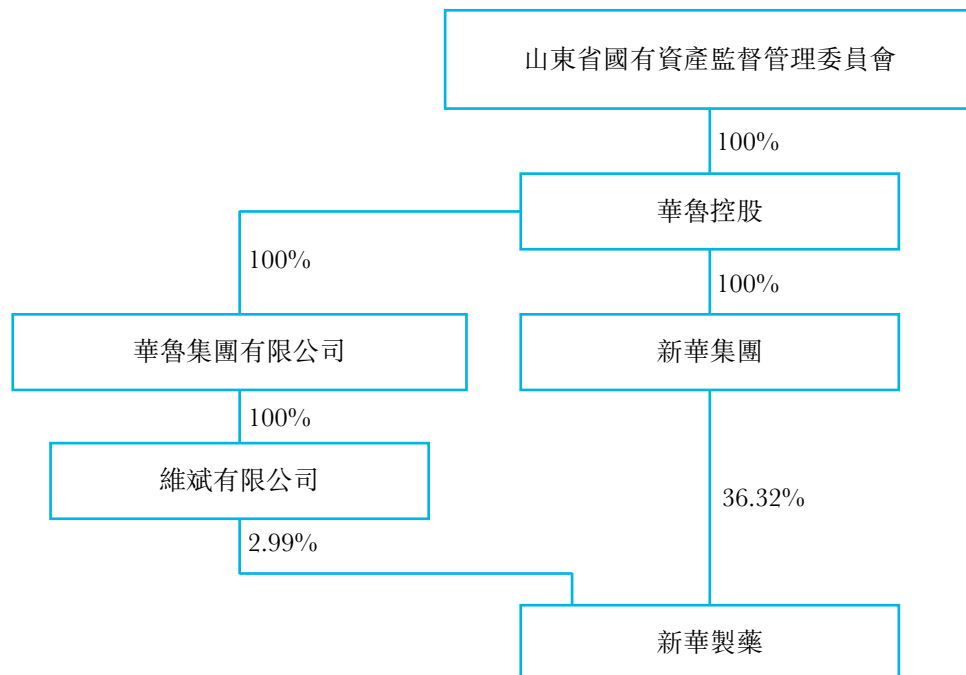 山東省國有資產監督管理委員會
100%
華魯控股
100%
100%
華魯集團有限公司
新華集團
100%
維斌有限公司
36.32%
2.99%
新華製藥